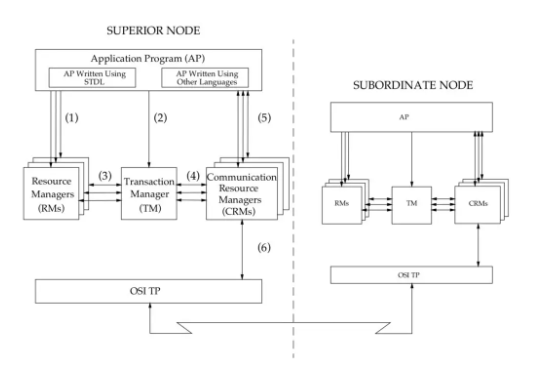 SUPERIOR NODE
Application Program (AP)
AP Written Using
STDL
AP Written Using
Other Languages
(1)
(2)
(5)
Resource
Managers
(RMs)
(3)
Transaction
Manager
(TM)
(4)
Communication
Resource
Managers
(CRMs)
(6)
OSI TP
SUBORDINATE NODE
AP
RMs
TM
CRMs
OSI TP